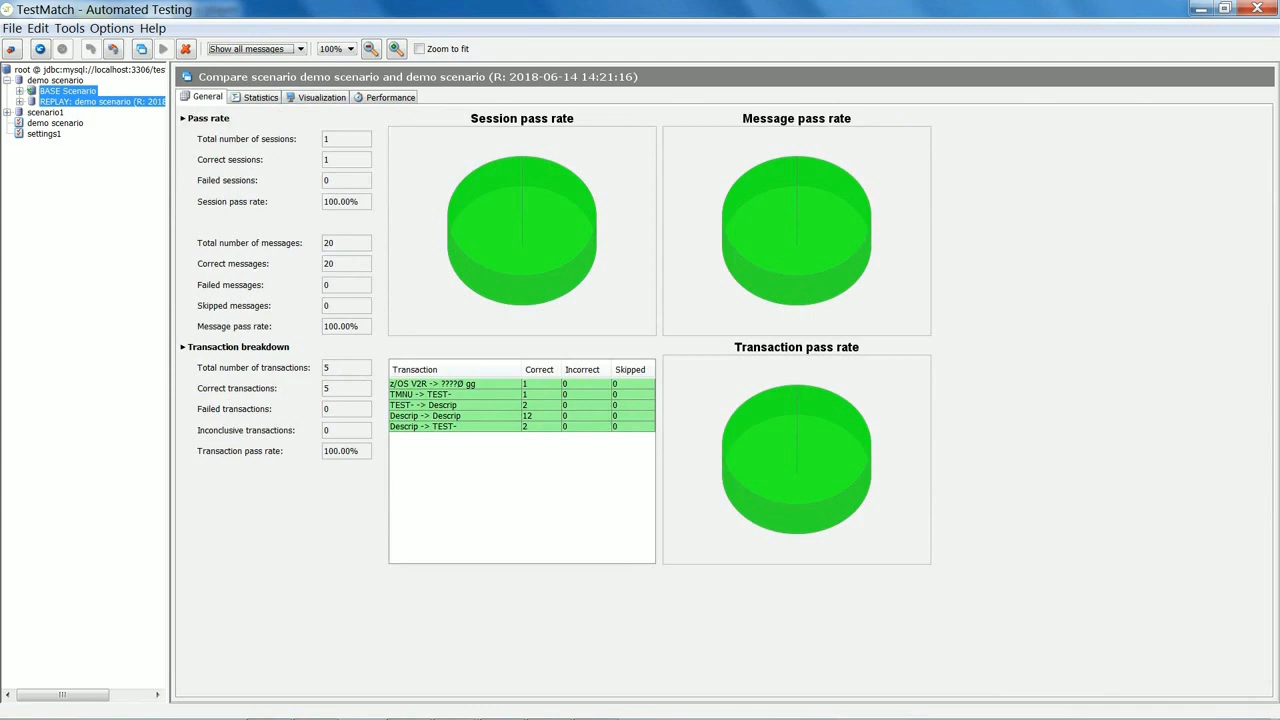 TestMatch - Automated Testing
File Edit Tools Options Help
Show all messages
100%
Zoom to fit
root @ jdbc:mysql://localhost:3306/tes
demo scenario
BASE Scenario
REPLAY: demo scenario (R: 2018
scenario1
demo scenario
settings1
Compare scenario demo scenario and demo scenario (R: 2018-06-14 14:21:16)
General Statistics Visualization Performance
Pass rate
Total number of sessions: 1
Correct sessions: 1
Failed sessions: 0
Session pass rate: 100.00%
Total number of messages: 20
Correct messages: 20
Failed messages: 0
Skipped messages: 0
Message pass rate: 100.00%
Transaction breakdown
Total number of transactions: 5
Correct transactions: 5
Failed transactions: 0
Inconclusive transactions: 0
Transaction pass rate: 100.00%
Session pass rate
Message pass rate
Transaction Correct Incorrect Skipped
z/OS V2R -> ????Ø gg 1 0 0
TMNU -> TEST- 1 0 0
TEST- -> Descrip 2 0 0
Descrip -> Descrip 12 0 0
Descrip -> TEST- 2 0 0
Transaction pass rate